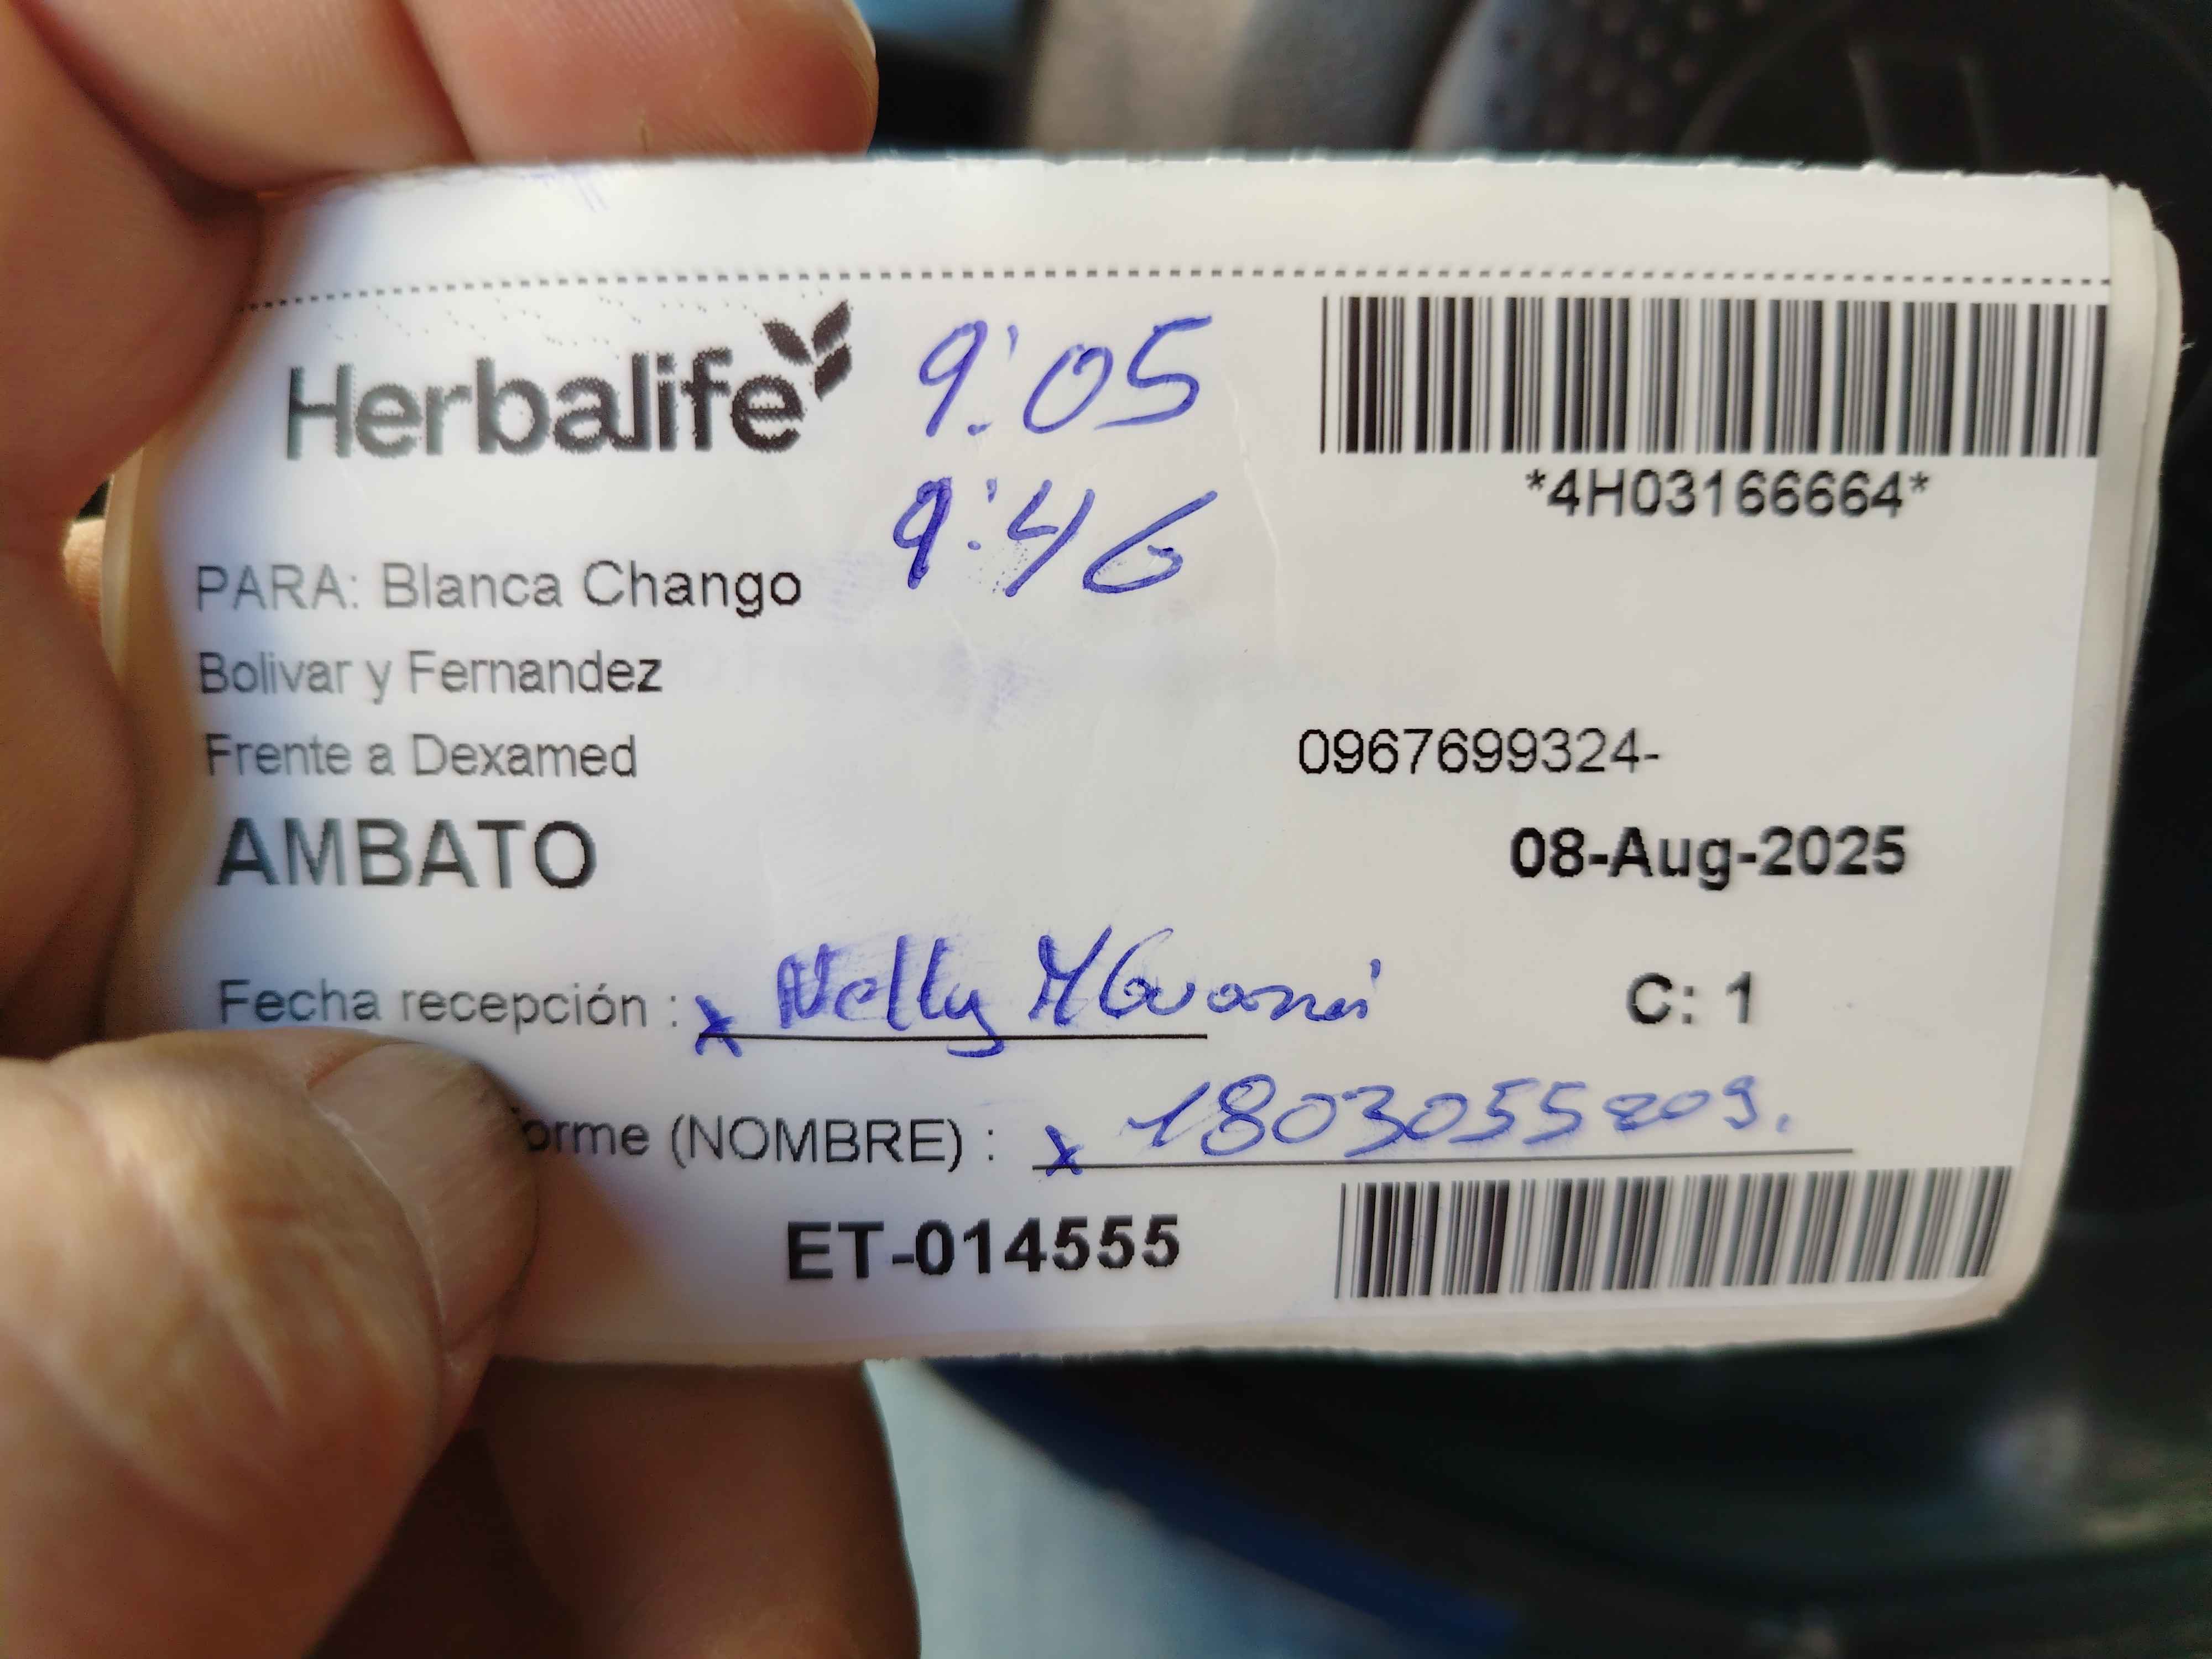 Herbalife
9:05
9:46
*4H03166664*
PARA: Blanca Chango
Bolivar y Fernandez
Frente a Dexamed
0967699324-
AMBATO
08-Aug-2025
Fecha recepción : x Nelly
C: 1
orme (NOMBRE) : x
ET-014555